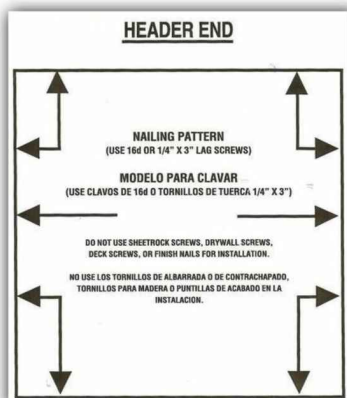 HEADER END
NAILING PATTERN
(USE 16d OR 1/4" X 3" LAG SCREWS)
MODELO PARA CLAVAR
(USE CLAVOS DE 16d O TORNILLOS DE TUERCA 1/4" X 3")
DO NOT USE SHEETROCK SCREWS, DRYWALL SCREWS,
DECK SCREWS, OR FINISH NAILS FOR INSTALLATION.
NO USE LOS TORNILLOS DE ALBARRADA O DE CONTRACHAPADO,
TORNILLOS PARA MADERA O PUNTILLAS DE ACABADO EN LA
INSTALACION.